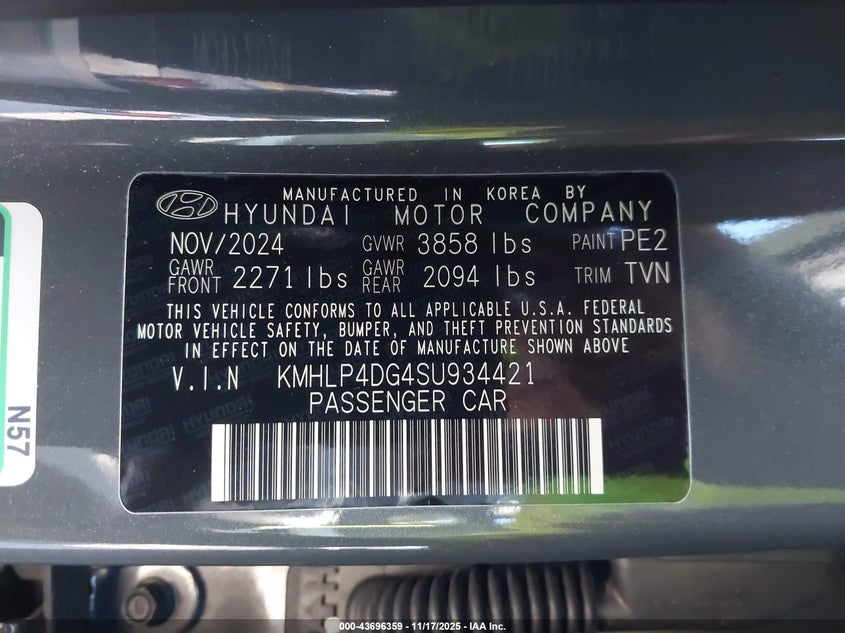 MANUFACTURED IN KOREA BY
HYUNDAI MOTOR COMPANY
NOV/2024 GVWR 3858 lbs PAINT PE2
GAWR FRONT 2271 lbs GAWR REAR 2094 lbs TRIM TVN
THIS VEHICLE CONFORMS TO ALL APPLICABLE U.S.A. FEDERAL
MOTOR VEHICLE SAFETY, BUMPER, AND THEFT PREVENTION STANDARDS
IN EFFECT ON THE DATE OF MANUFACTURE SHOWN ABOVE
V.I.N KMHLP4DG4SU934421
PASSENGER CAR
N57
000-43696359 | 11/17/2025 | IAA Inc.